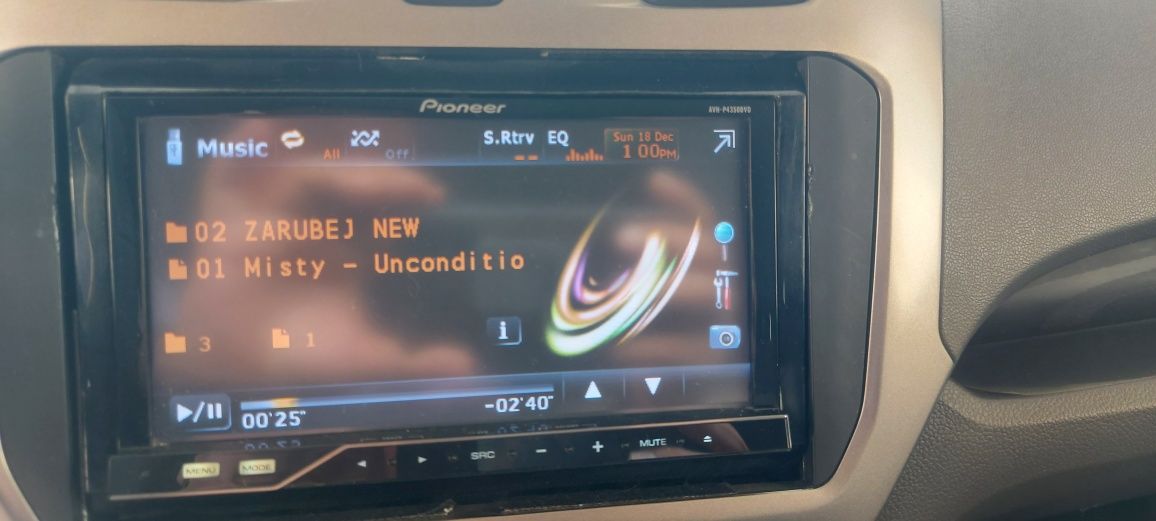 Pioneer
AVH-P4350DVD
Music All Off S.Rtrv EQ Sun 18 Dec
1 00PM
02 ZARUBEJ NEW
01 Misty - Unconditio
3 1 i
00'25" -02'40"
MENU MODE SRC - + MUTE